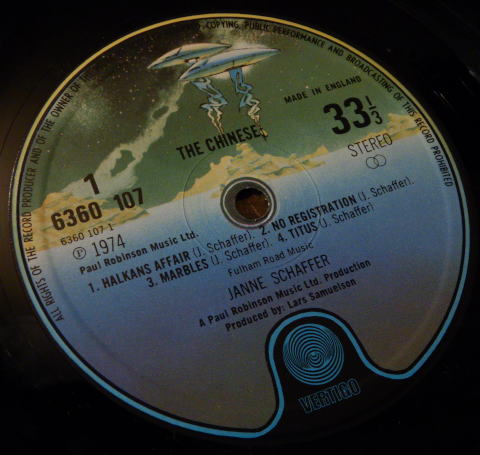 ALL RIGHTS OF THE RECORD PRODUCER AND OF THE OWNER OF THE
COPYING, PUBLIC PERFORMANCE AND BROADCASTING OF THIS RECORD PROHIBITED
MADE IN ENGLAND
THE CHINESE
33⅓
STEREO
1
6360 107
6360 107 1
Ⓟ 1974
Paul Robinson Music Ltd.
1. HALKANS AFFAIR (J. Schaffer). 2. NO REGISTRATION (J. Schaffer).
3. MARBLES (J. Schaffer). 4. TITUS (J. Schaffer)
Fulham Road Music
JANNE SCHAFFER
A Paul Robinson Music Ltd. Production
Produced by: Lars Samuelson
VERTIGO